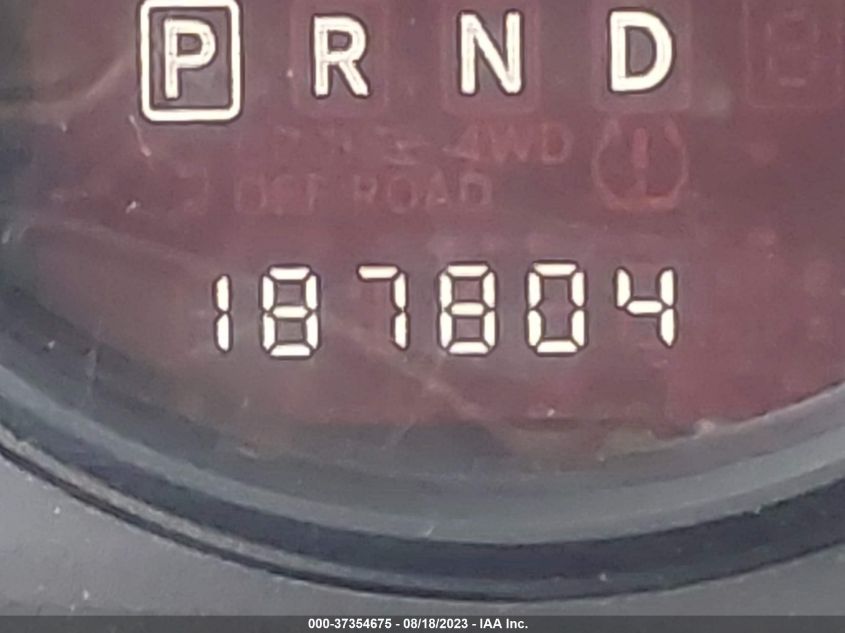 P R N D
4WD
OFF ROAD
187804
000-37354675 - 08/18/2023 - IAA Inc.